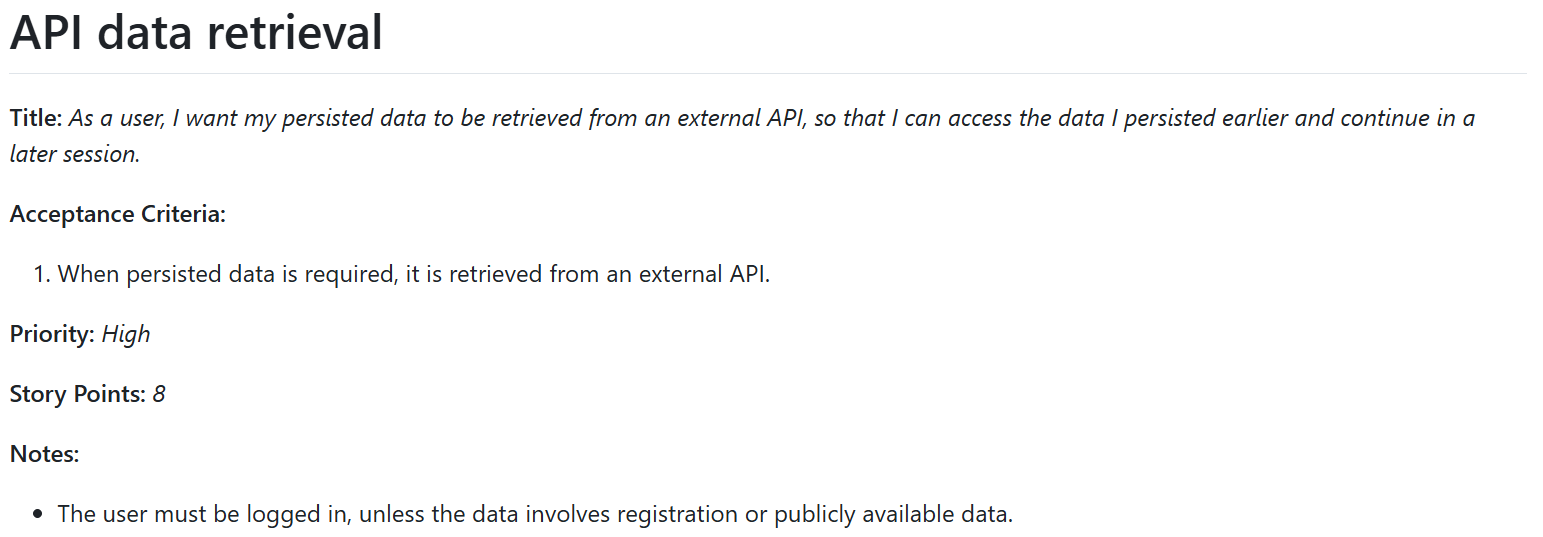 API data retrieval
Title: As a user, I want my persisted data to be retrieved from an external API, so that I can access the data I persisted earlier and continue in a
later session.
Acceptance Criteria:
1. When persisted data is required, it is retrieved from an external API.
Priority: High
Story Points: 8
Notes:
• The user must be logged in, unless the data involves registration or publicly available data.